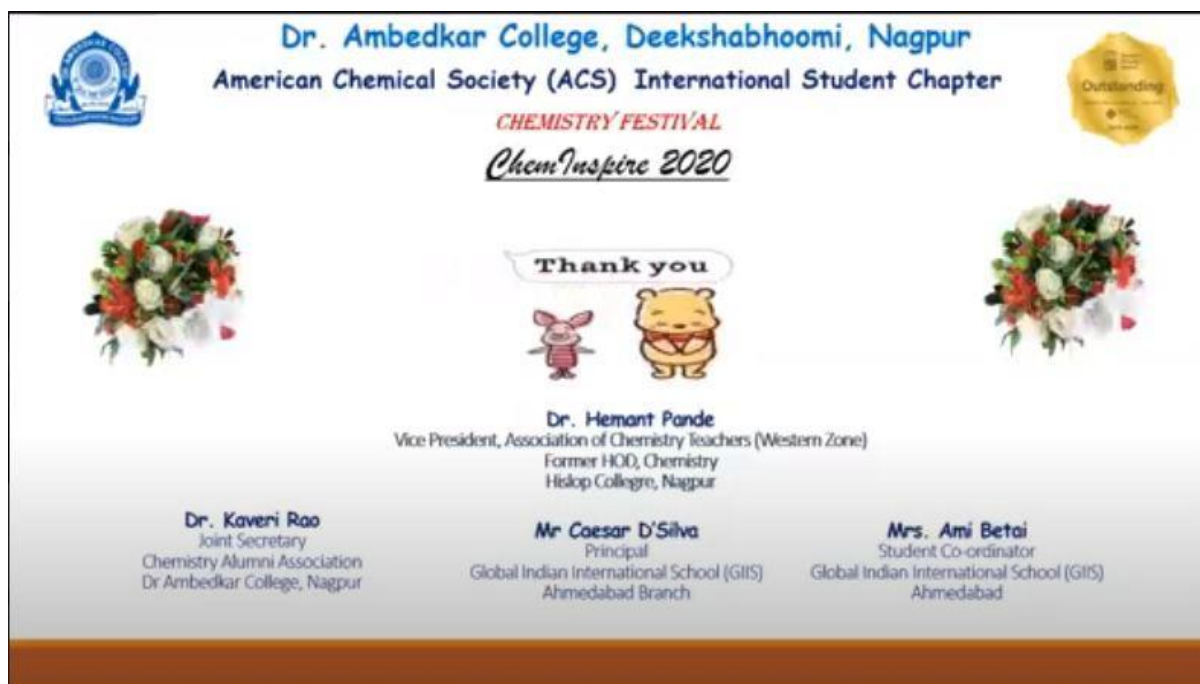 Dr. Ambedkar College, Deekshabhoomi, Nagpur
American Chemical Society (ACS) International Student Chapter
CHEMISTRY FESTIVAL
ChemInspire 2020
Outstanding
Thank you
Dr. Hemant Pande
Vice President, Association of Chemistry Teachers (Western Zone)
Former HOD, Chemistry
Hislop Collegre, Nagpur
Dr. Kaveri Rao
Joint Secretary
Chemistry Alumni Association
Dr Ambedkar College, Nagpur
Mr Caesar D'Silva
Principal
Global Indian International School (GIIS)
Ahmedabad Branch
Mrs. Ami Betai
Student Co-ordinator
Global Indian International School (GIIS)
Ahmedabad